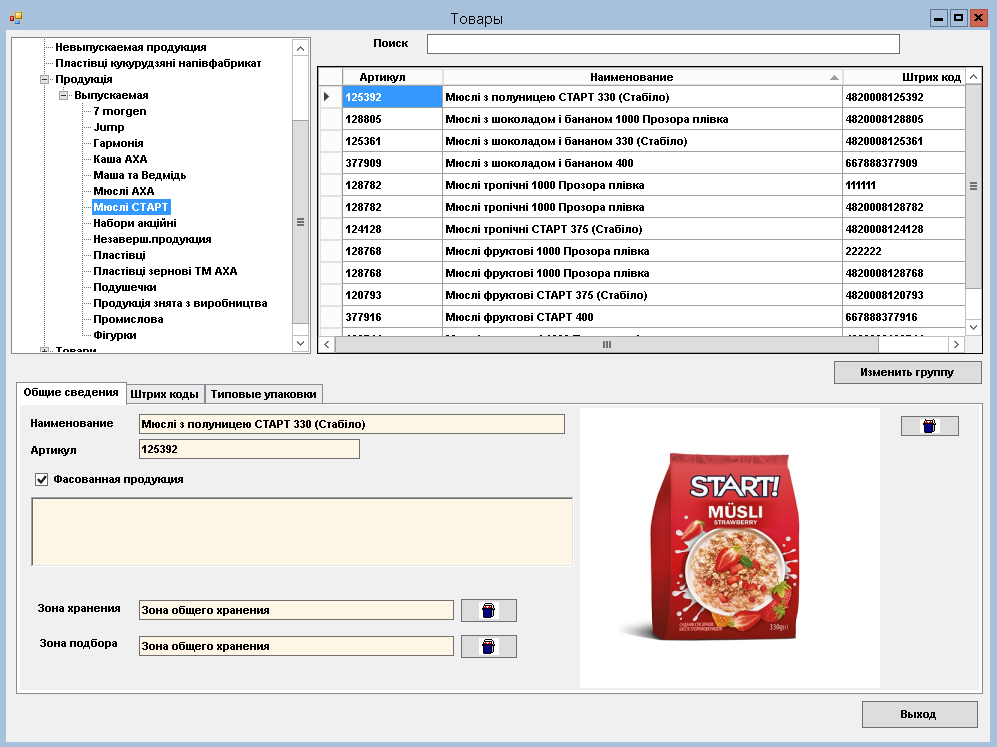 Товары
Невыпускаемая продукция
Пластівці кукурудзяні напівфабрикат
Продукція
Выпускаемая
7 morgen
Jump
Гармонія
Каша АХА
Маша та Ведмідь
Мюслі АХА
Мюслі СТАРТ
Набори акційні
Незаверш.продукция
Пластівці
Пластівці зернові ТМ АХА
Подушечки
Продукція знята з виробництва
Промислова
Фігурки
Товари
Поиск
Артикул Наименование Штрих код
125392 Мюслі з полуницею СТАРТ 330 (Стабіло) 4820008125392
128805 Мюслі з шоколадом і бананом 1000 Прозора плівка 4820008128805
125361 Мюслі з шоколадом і бананом 330 (Стабіло) 4820008125361
377909 Мюслі з шоколадом і бананом 400 667888377909
128782 Мюслі тропічні 1000 Прозора плівка 111111
128782 Мюслі тропічні 1000 Прозора плівка 4820008128782
124128 Мюслі тропічні СТАРТ 375 (Стабіло) 4820008124128
128768 Мюслі фруктові 1000 Прозора плівка 222222
128768 Мюслі фруктові 1000 Прозора плівка 4820008128768
120793 Мюслі фруктові СТАРТ 375 (Стабіло) 4820008120793
377916 Мюслі фруктові СТАРТ 400 667888377916
Изменить группу
Общие сведения Штрих коды Типовые упаковки
Наименование Мюслі з полуницею СТАРТ 330 (Стабіло)
Артикул 125392
Фасованная продукция
Зона хранения Зона общего хранения
Зона подбора Зона общего хранения
START!
MÜSLI
STRAWBERRY
330g
Выход